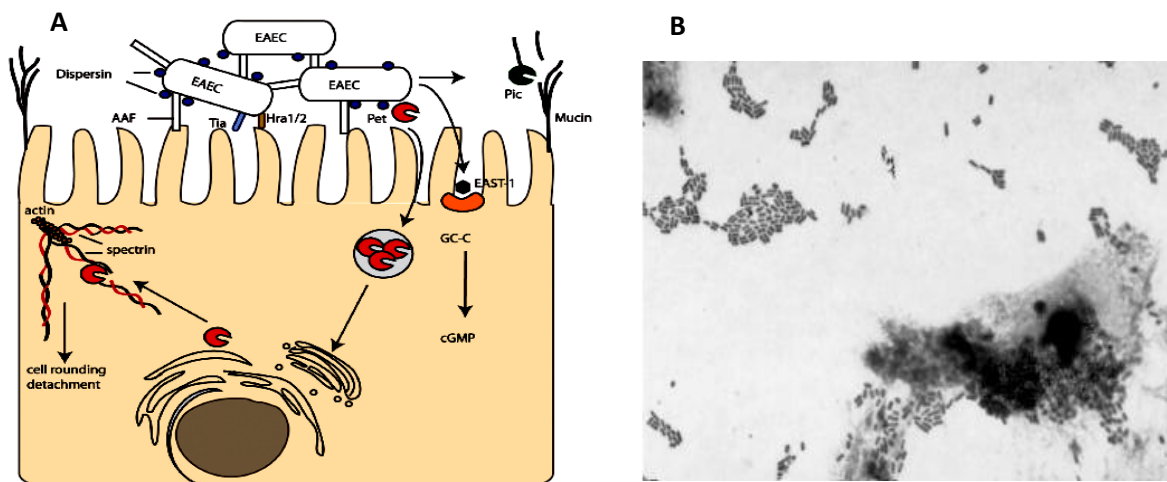 A
B
EAEC
EAEC
EAEC
Dispersin
AAF
Tia
Hra1/2
Pet
Pic
Mucin
EAST-1
actin
spectrin
GC-C
cGMP
cell rounding
detachment